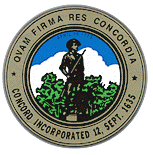 QVAM FIRMA RES CONCORDIA
CONCORD INCORPORATED 12. SEPT. 1635